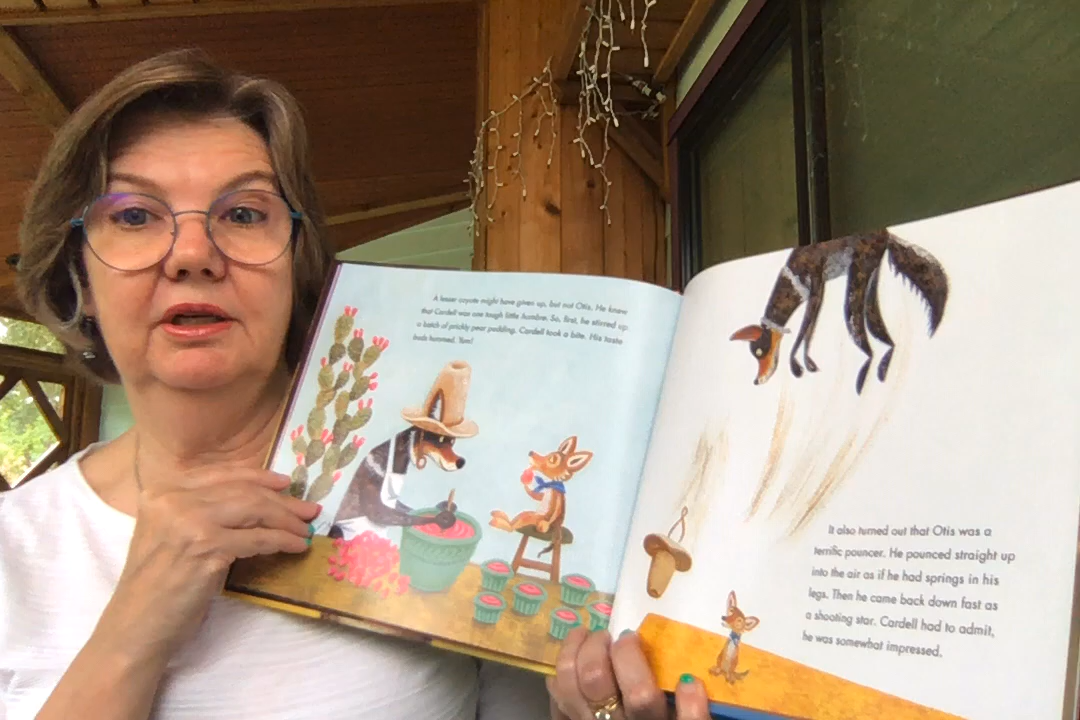 A lesser coyote might have given up, but not Otis. He knew
that Cardell was one tough little hombre. So, first, he stirred up
a batch of prickly pear pudding. Cardell took a bite. His taste
buds hummed. Yum!
It also turned out that Otis was a
terrific pouncer. He pounced straight up
into the air as if he had springs in his
legs. Then he came back down fast as
a shooting star. Cardell had to admit,
he was somewhat impressed.